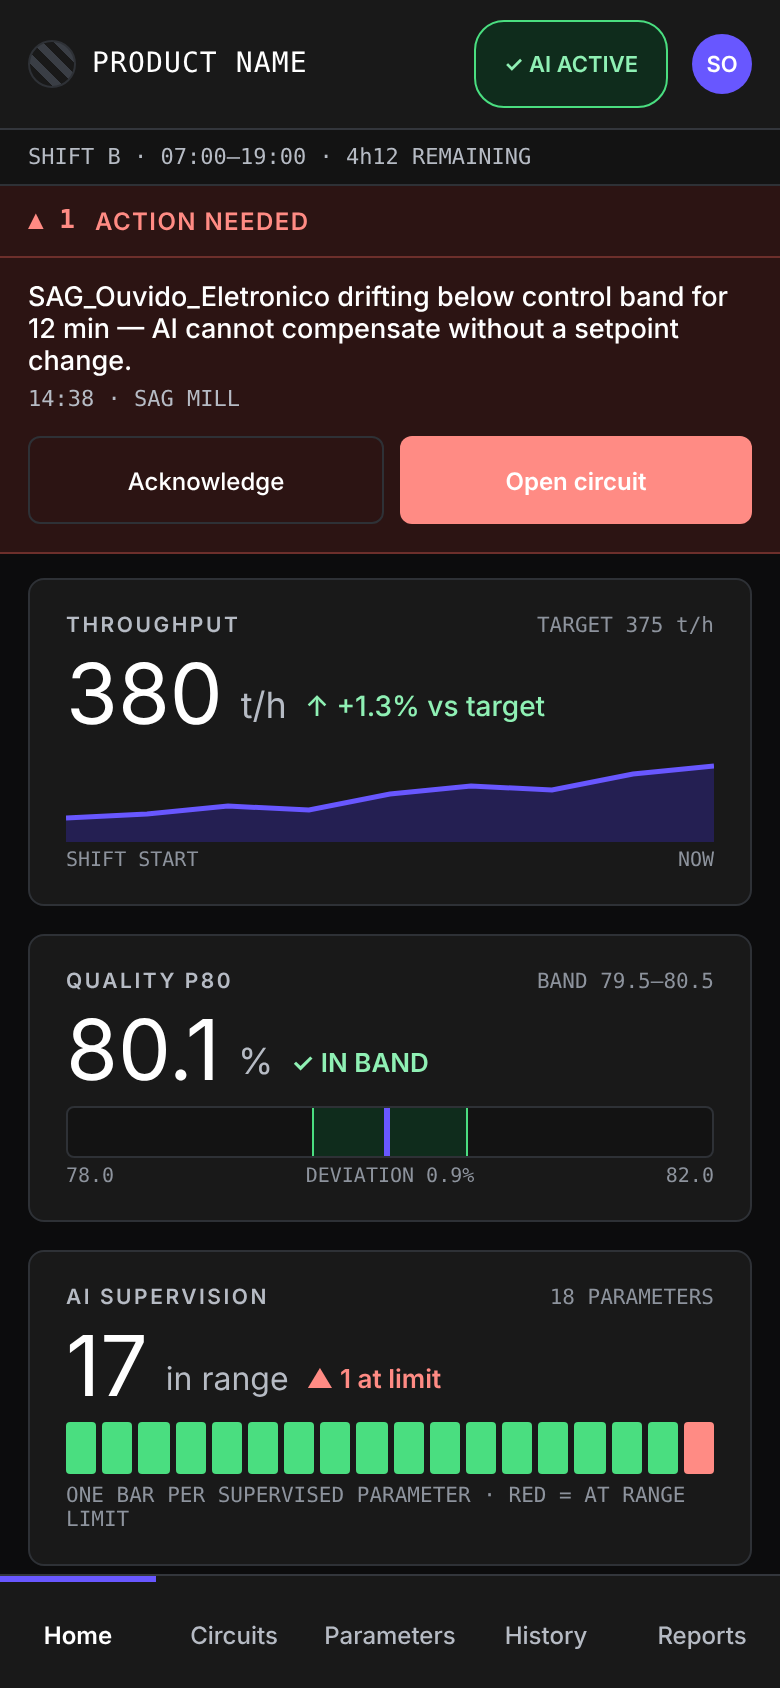 PRODUCT NAME
✓ AI ACTIVE
SO
SHIFT B · 07:00–19:00 · 4h12 REMAINING
▲ 1 ACTION NEEDED
SAG_Ouvido_Eletronico drifting below control band for
12 min — AI cannot compensate without a setpoint
change.
14:38 · SAG MILL
Acknowledge
Open circuit
THROUGHPUT
TARGET 375 t/h
380 t/h ↑ +1.3% vs target
SHIFT START
NOW
QUALITY P80
BAND 79.5–80.5
80.1 % ✓ IN BAND
78.0
DEVIATION 0.9%
82.0
AI SUPERVISION
18 PARAMETERS
17 in range ▲ 1 at limit
ONE BAR PER SUPERVISED PARAMETER · RED = AT RANGE
LIMIT
Home
Circuits
Parameters
History
Reports